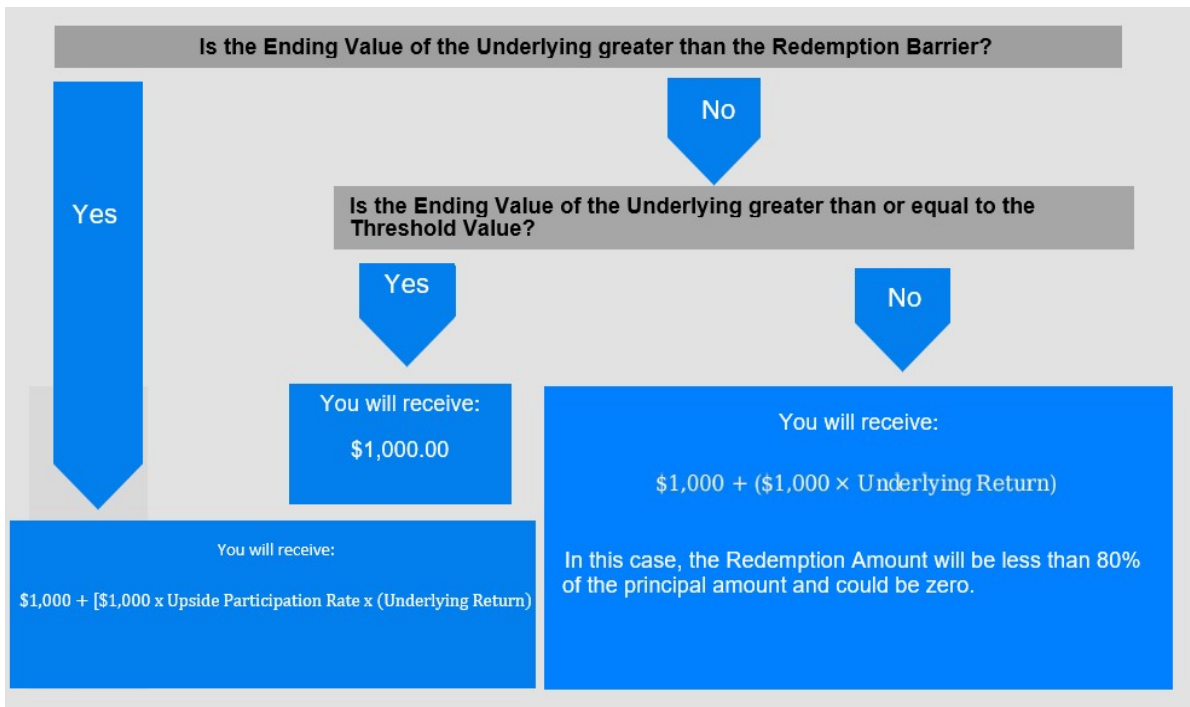 Is the Ending Value of the Underlying greater than the Redemption Barrier?
No
Yes
Is the Ending Value of the Underlying greater than or equal to the
Threshold Value?
Yes
No
You will receive:
$1,000.00
You will receive:
$1,000 + ($1,000 × Underlying Return)
In this case, the Redemption Amount will be less than 80%
of the principal amount and could be zero.
You will receive:
$1,000 + [$1,000 x Upside Participation Rate x (Underlying Return)